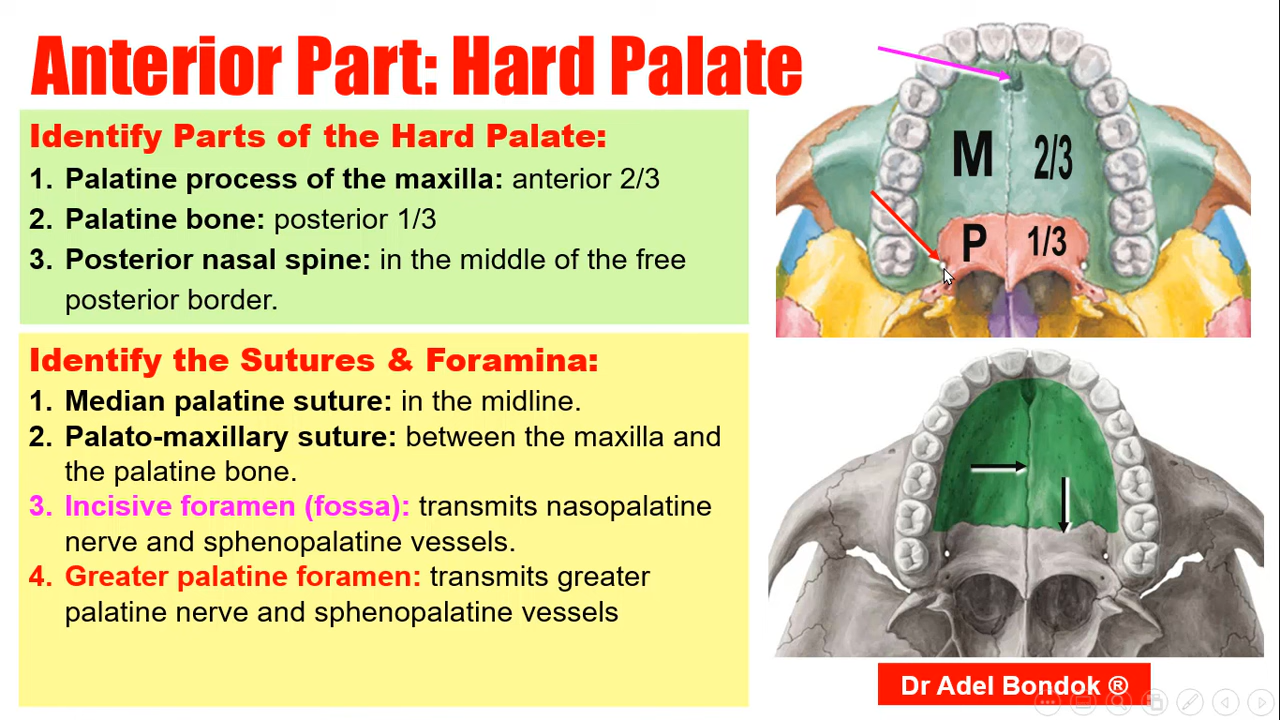 Anterior Part: Hard Palate
Identify Parts of the Hard Palate:
1. Palatine process of the maxilla: anterior 2/3
2. Palatine bone: posterior 1/3
3. Posterior nasal spine: in the middle of the free
posterior border.
Identify the Sutures & Foramina:
1. Median palatine suture: in the midline.
2. Palato-maxillary suture: between the maxilla and
the palatine bone.
3. Incisive foramen (fossa): transmits nasopalatine
nerve and sphenopalatine vessels.
4. Greater palatine foramen: transmits greater
palatine nerve and sphenopalatine vessels
M 2/3
P 1/3
Dr Adel Bondok ®